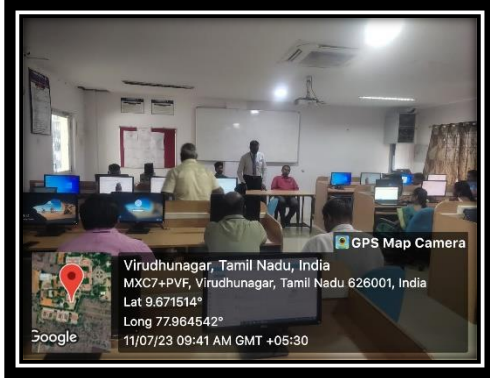 GPS Map Camera
Virudhunagar, Tamil Nadu, India
MXC7+PVF, Virudhunagar, Tamil Nadu 626001, India
Lat 9.671514°
Long 77.964542°
11/07/23 09:41 AM GMT +05:30
Google